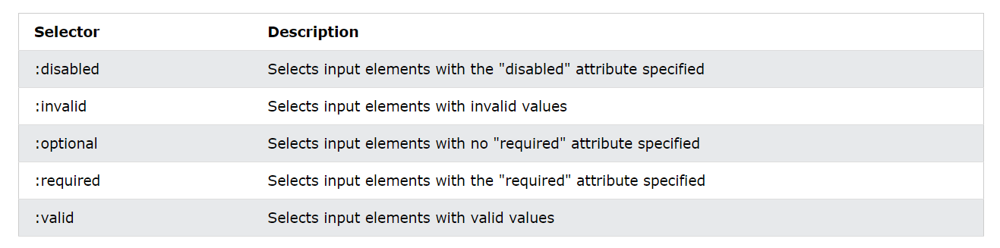 Selector Description
:disabled Selects input elements with the "disabled" attribute specified
:invalid Selects input elements with invalid values
:optional Selects input elements with no "required" attribute specified
:required Selects input elements with the "required" attribute specified
:valid Selects input elements with valid values